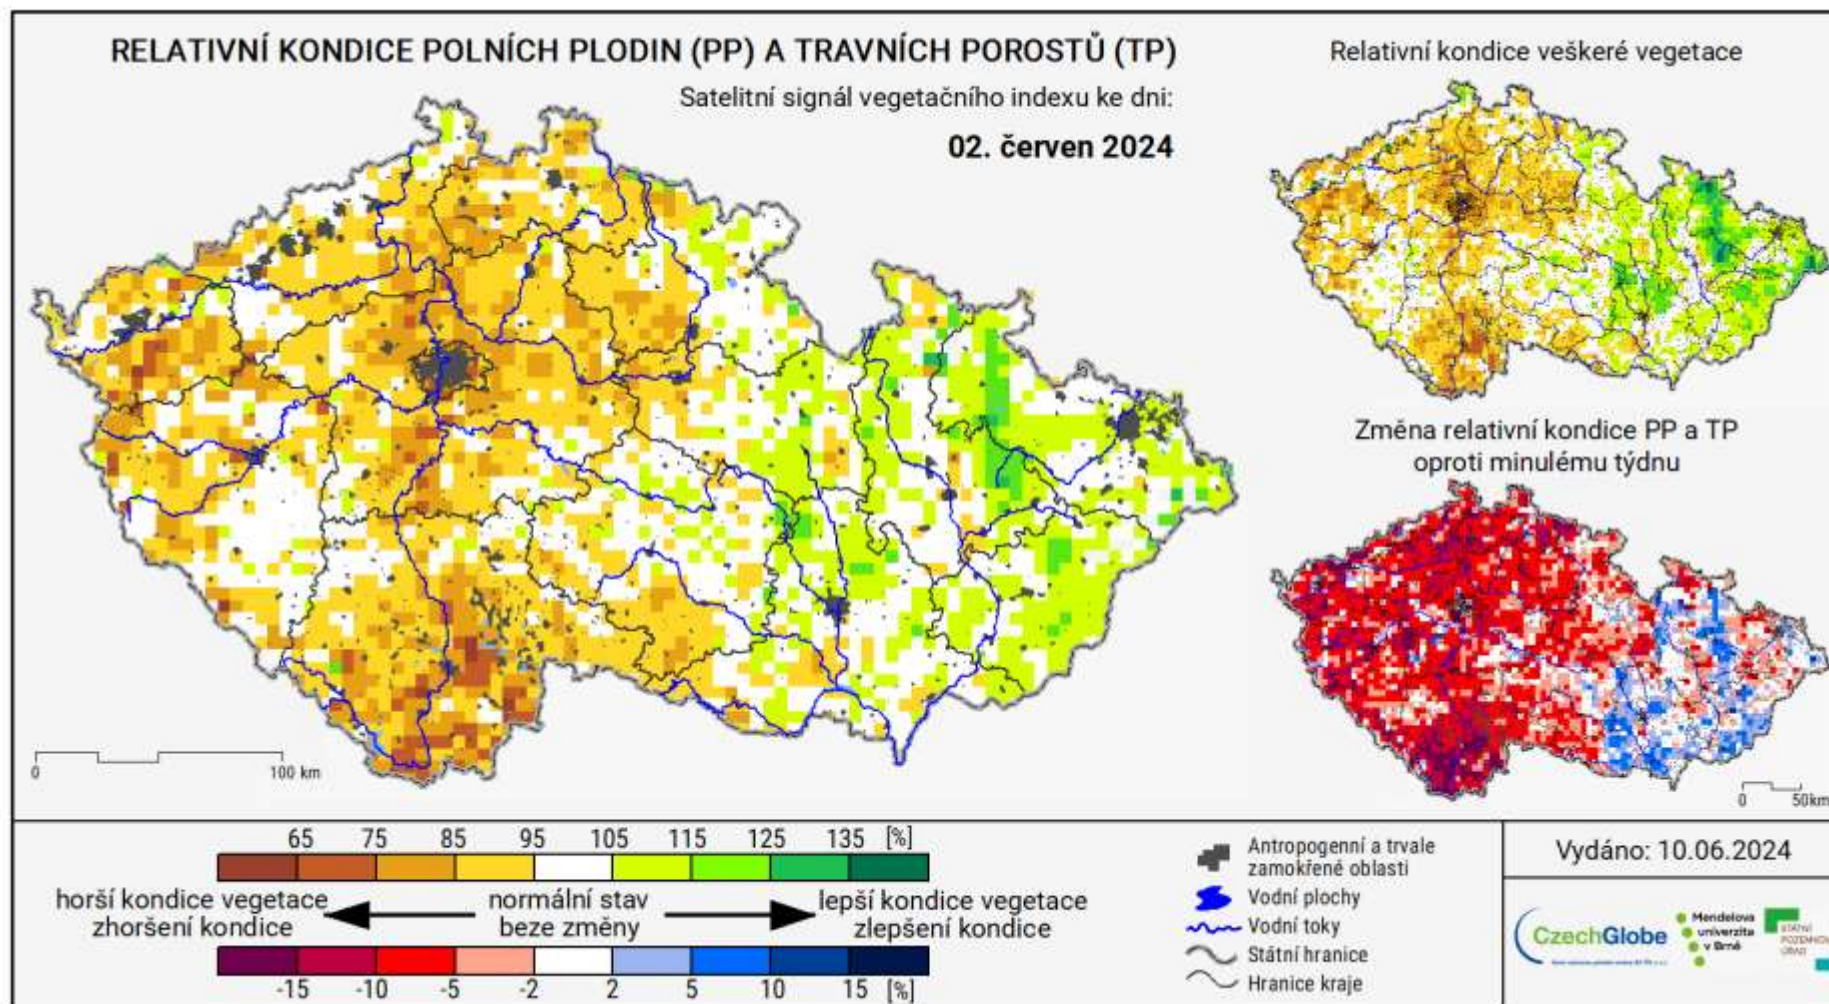 RELATIVNÍ KONDICE POLNÍCH PLODIN (PP) A TRAVNÍCH POROSTŮ (TP)
Satelitní signál vegetačního indexu ke dni:
02. červen 2024
Relativní kondice veškeré vegetace
Změna relativní kondice PP a TP
oproti minulému týdnu
0 100 km
0 50km
65 75 85 95 105 115 125 135 [%]
horší kondice vegetace
zhoršení kondice
normální stav
beze změny
lepší kondice vegetace
zlepšení kondice
-15 -10 -5 -2 2 5 10 15 [%]
Antropogenní a trvale
zamokřené oblasti
Vodní plochy
Vodní toky
Státní hranice
Hranice kraje
Vydáno: 10.06.2024
CzechGlobe
Mendelova
univerzita
v Brně
STÁTNÍ
POZEMKOV
ÚŘAD